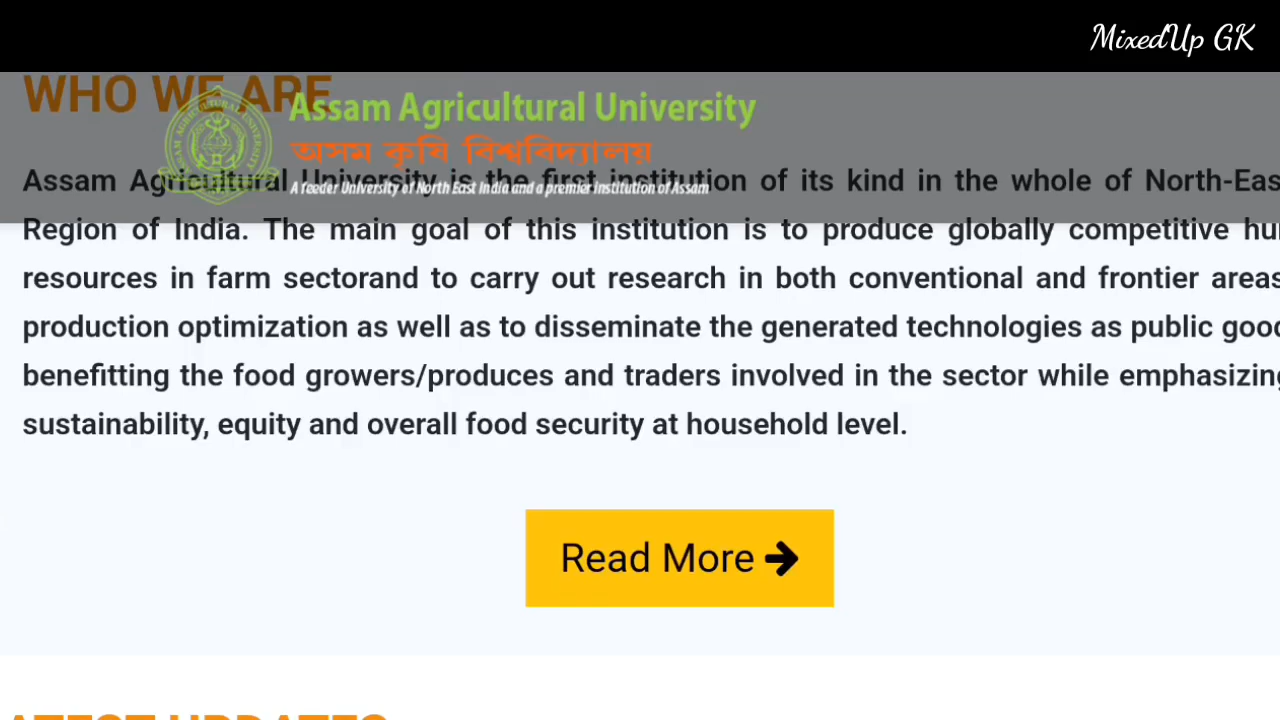 MixedUp GK
WHO WE ARE
Assam Agricultural University
অসম কৃষি বিশ্ববিদ্যালয়
A feeder University of North East India and a premier institution of Assam
Assam Agricultural University is the first institution of its kind in the whole of North-Eas
Region of India. The main goal of this institution is to produce globally competitive hu
resources in farm sectorand to carry out research in both conventional and frontier areas
production optimization as well as to disseminate the generated technologies as public good
benefitting the food growers/produces and traders involved in the sector while emphasizing
sustainability, equity and overall food security at household level.
Read More
ATEST UPDATES